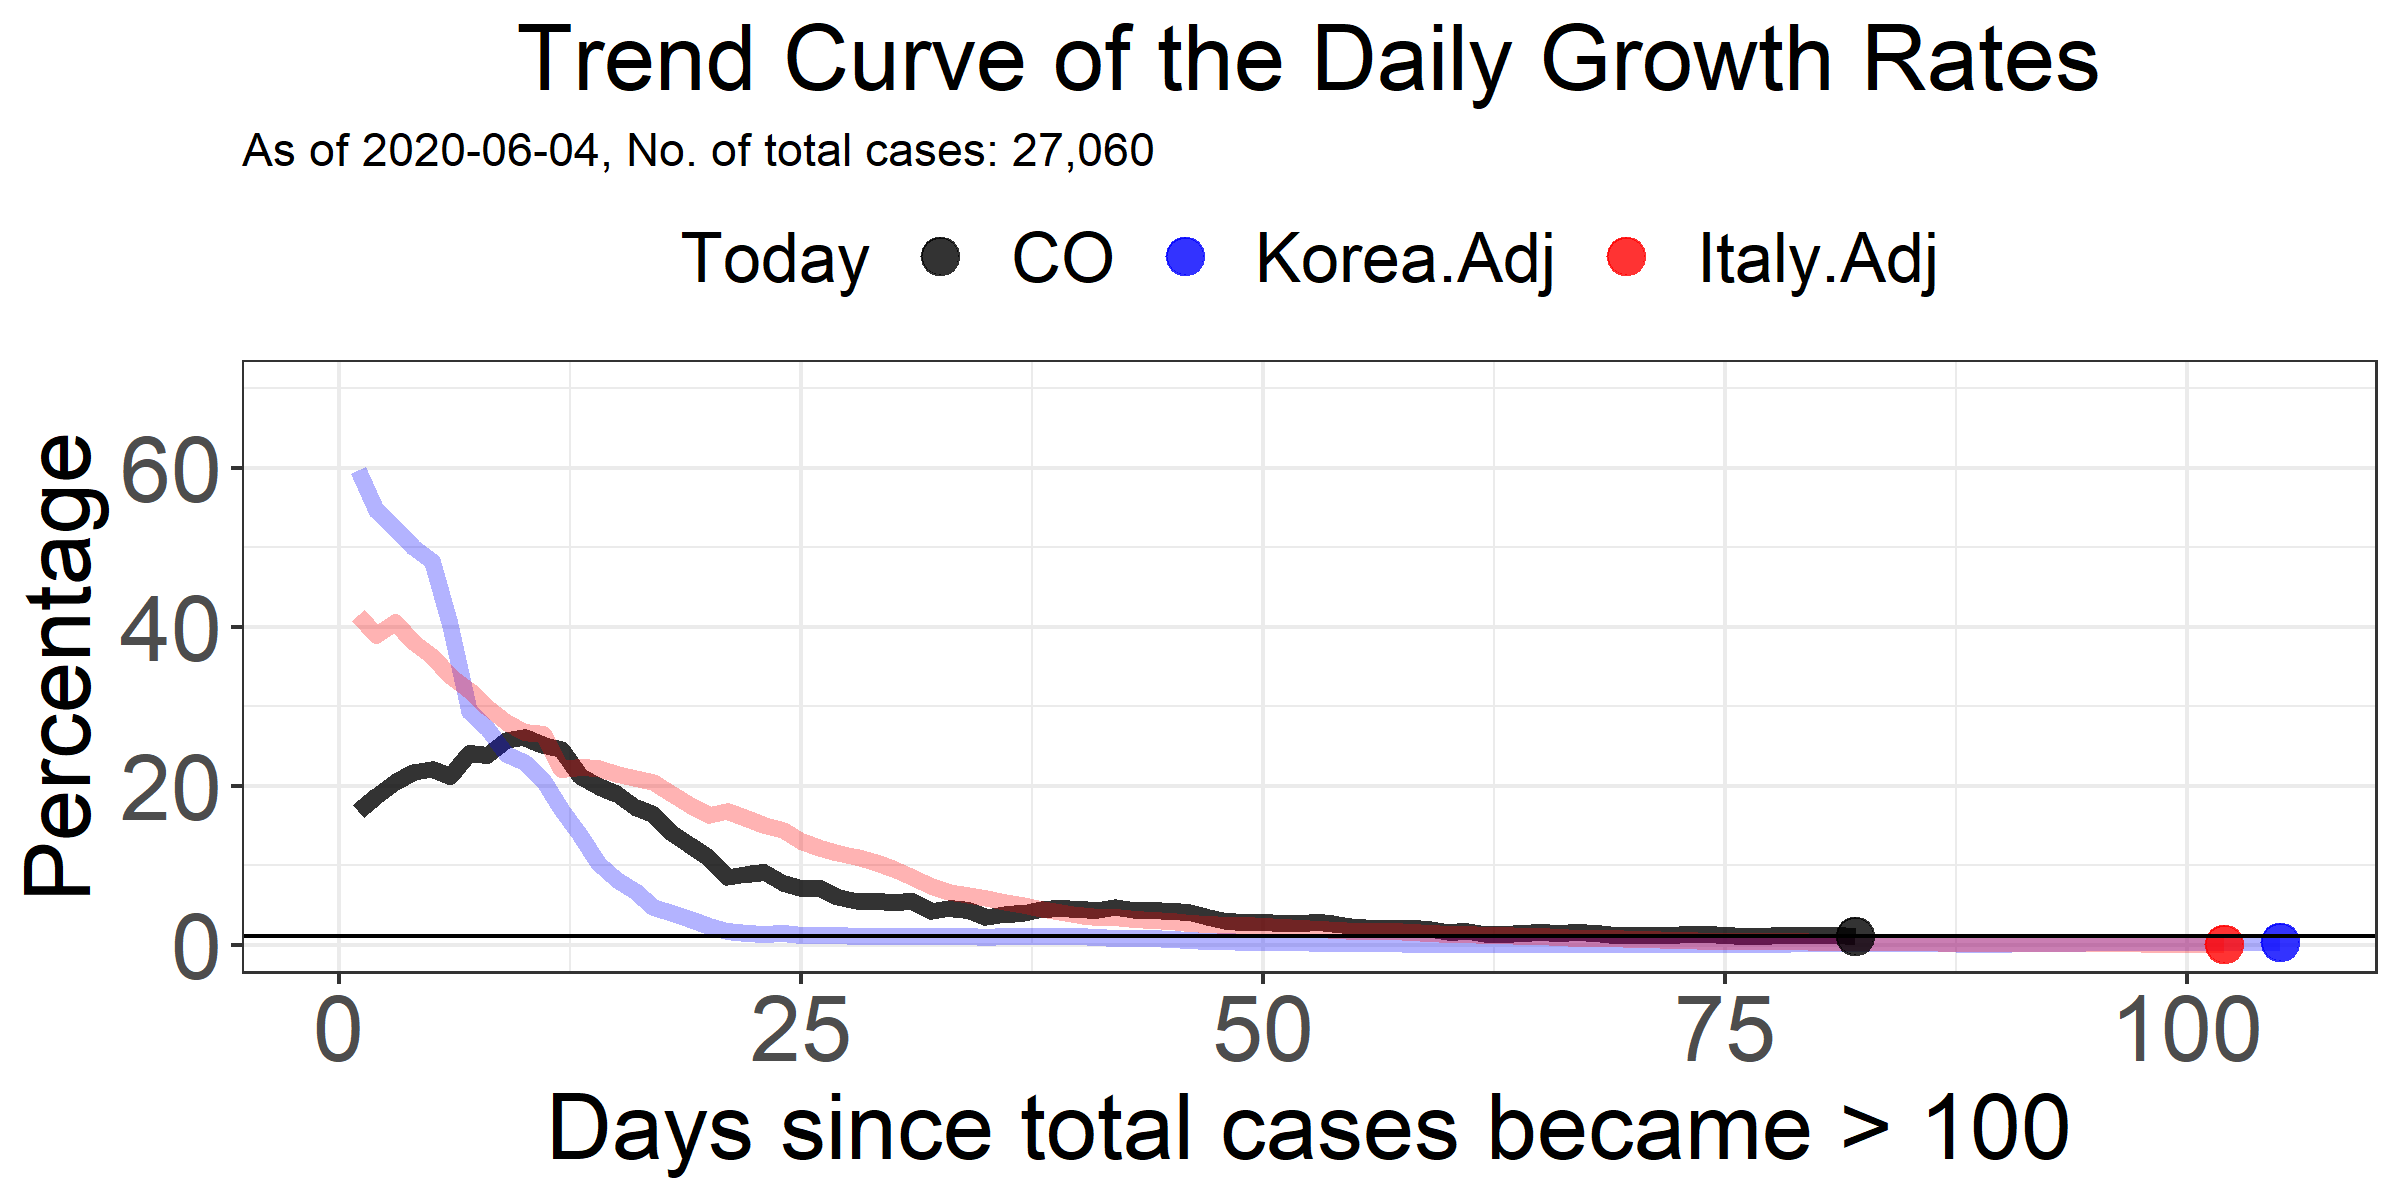 Trend Curve of the Daily Growth Rates
As of 2020-06-04, No. of total cases: 27,060
Today CO Korea.Adj Italy.Adj
Percentage
60
40
20
0
0 25 50 75 100
Days since total cases became > 100